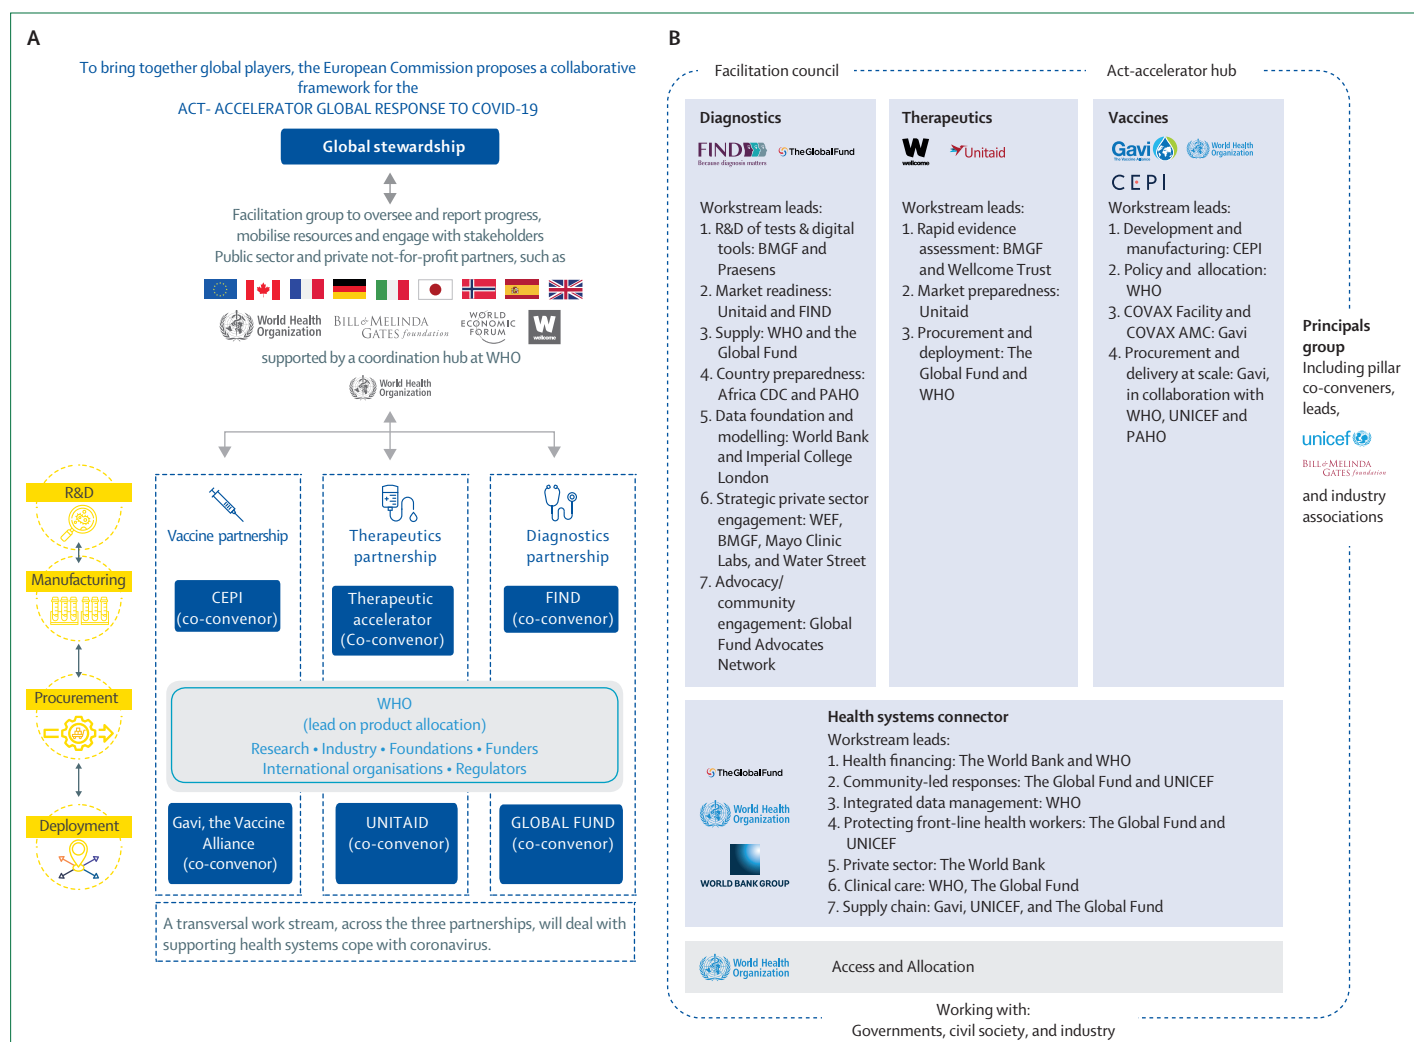 A
To bring together global players, the European Commission proposes a collaborative
framework for the
ACT- ACCELERATOR GLOBAL RESPONSE TO COVID-19
Global stewardship
Facilitation group to oversee and report progress,
mobilise resources and engage with stakeholders
Public sector and private not-for-profit partners, such as
World Health
Organization
BILL & MELINDA
GATES foundation
WORLD
ECONOMIC
FORUM
W
wellcome
supported by a coordination hub at WHO
World Health
Organization
R&D
Manufacturing
Procurement
Deployment
Vaccine partnership
Therapeutics
partnership
Diagnostics
partnership
CEPI
(co-convenor)
Therapeutic
accelerator
(Co-convenor)
FIND
(co-convenor)
WHO
(lead on product allocation)
Research • Industry • Foundations • Funders
International organisations • Regulators
Gavi, the Vaccine
Alliance
(co-convenor)
UNITAID
(co-convenor)
GLOBAL FUND
(co-convenor)
A transversal work stream, across the three partnerships, will deal with
supporting health systems cope with coronavirus.
B
Facilitation council
Act-accelerator hub
Diagnostics
FIND
Because diagnosis matters
TheGlobalFund
Workstream leads:
1. R&D of tests & digital
tools: BMGF and
Praesens
2. Market readiness:
Unitaid and FIND
3. Supply: WHO and the
Global Fund
4. Country preparedness:
Africa CDC and PAHO
5. Data foundation and
modelling: World Bank
and Imperial College
London
6. Strategic private sector
engagement: WEF,
BMGF, Mayo Clinic
Labs, and Water Street
7. Advocacy/
community
engagement: Global
Fund Advocates
Network
Therapeutics
W
wellcome
Unitaid
Workstream leads:
1. Rapid evidence
assessment: BMGF
and Wellcome Trust
2. Market preparedness:
Unitaid
3. Procurement and
deployment: The
Global Fund and
WHO
Vaccines
Gavi
The Vaccine Alliance
World Health
Organization
CEPI
Workstream leads:
1. Development and
manufacturing: CEPI
2. Policy and allocation:
WHO
3. COVAX Facility and
COVAX AMC: Gavi
4. Procurement and
delivery at scale: Gavi,
in collaboration with
WHO, UNICEF and
PAHO
Principals
group
Including pillar
co-conveners,
leads,
unicef
BILL & MELINDA
GATES foundation
and industry
associations
TheGlobalFund
World Health
Organization
WORLD BANK GROUP
Health systems connector
Workstream leads:
1. Health financing: The World Bank and WHO
2. Community-led responses: The Global Fund and UNICEF
3. Integrated data management: WHO
4. Protecting front-line health workers: The Global Fund and
UNICEF
5. Private sector: The World Bank
6. Clinical care: WHO, The Global Fund
7. Supply chain: Gavi, UNICEF, and The Global Fund
World Health
Organization
Access and Allocation
Working with:
Governments, civil society, and industry